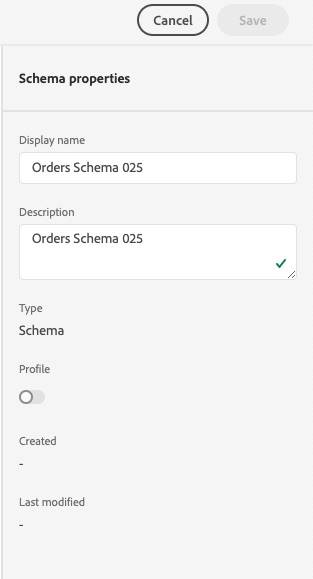 Cancel
Save
Schema properties
Display name
Orders Schema 025
Description
Orders Schema 025
Type
Schema
Profile
Created
-
Last modified
-